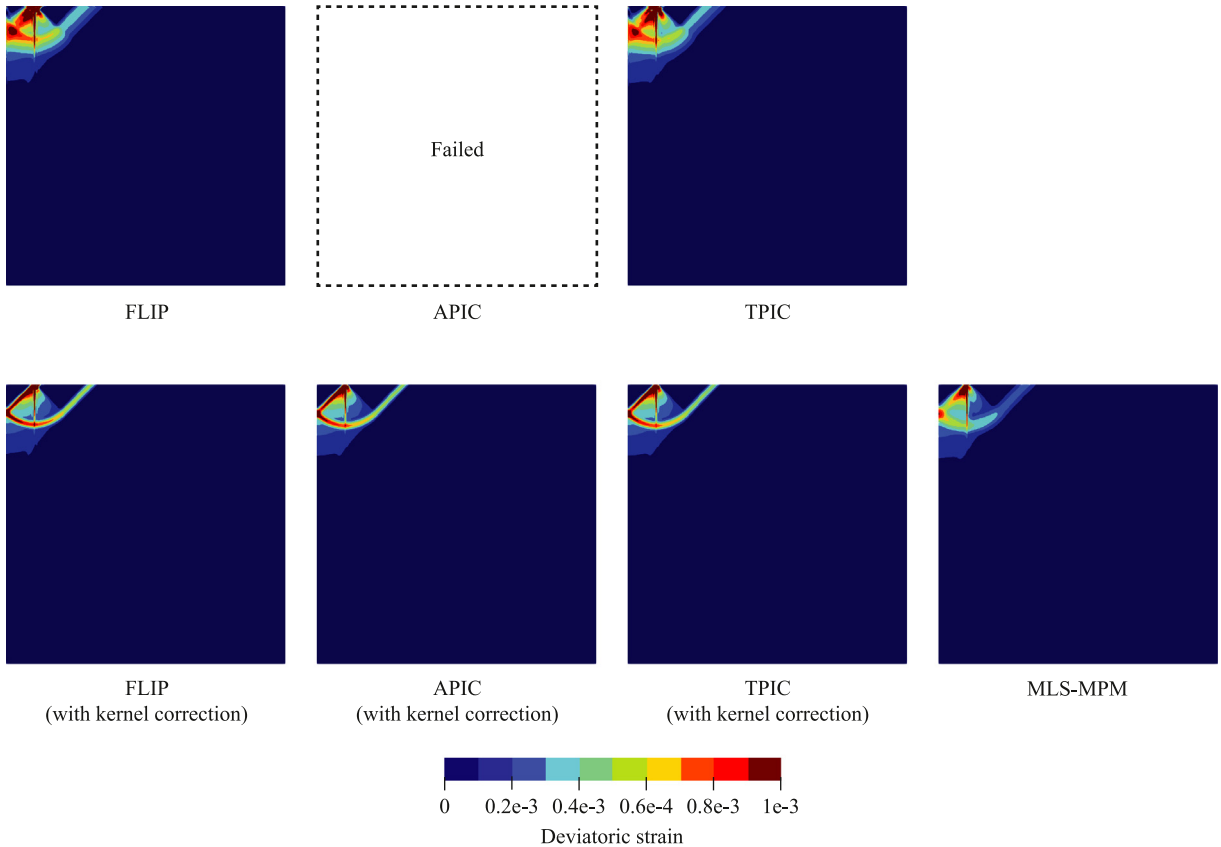 Failed
FLIP
APIC
TPIC
FLIP
(with kernel correction)
APIC
(with kernel correction)
TPIC
(with kernel correction)
MLS-MPM
0 0.2e-3 0.4e-3 0.6e-4 0.8e-3 1e-3
Deviatoric strain